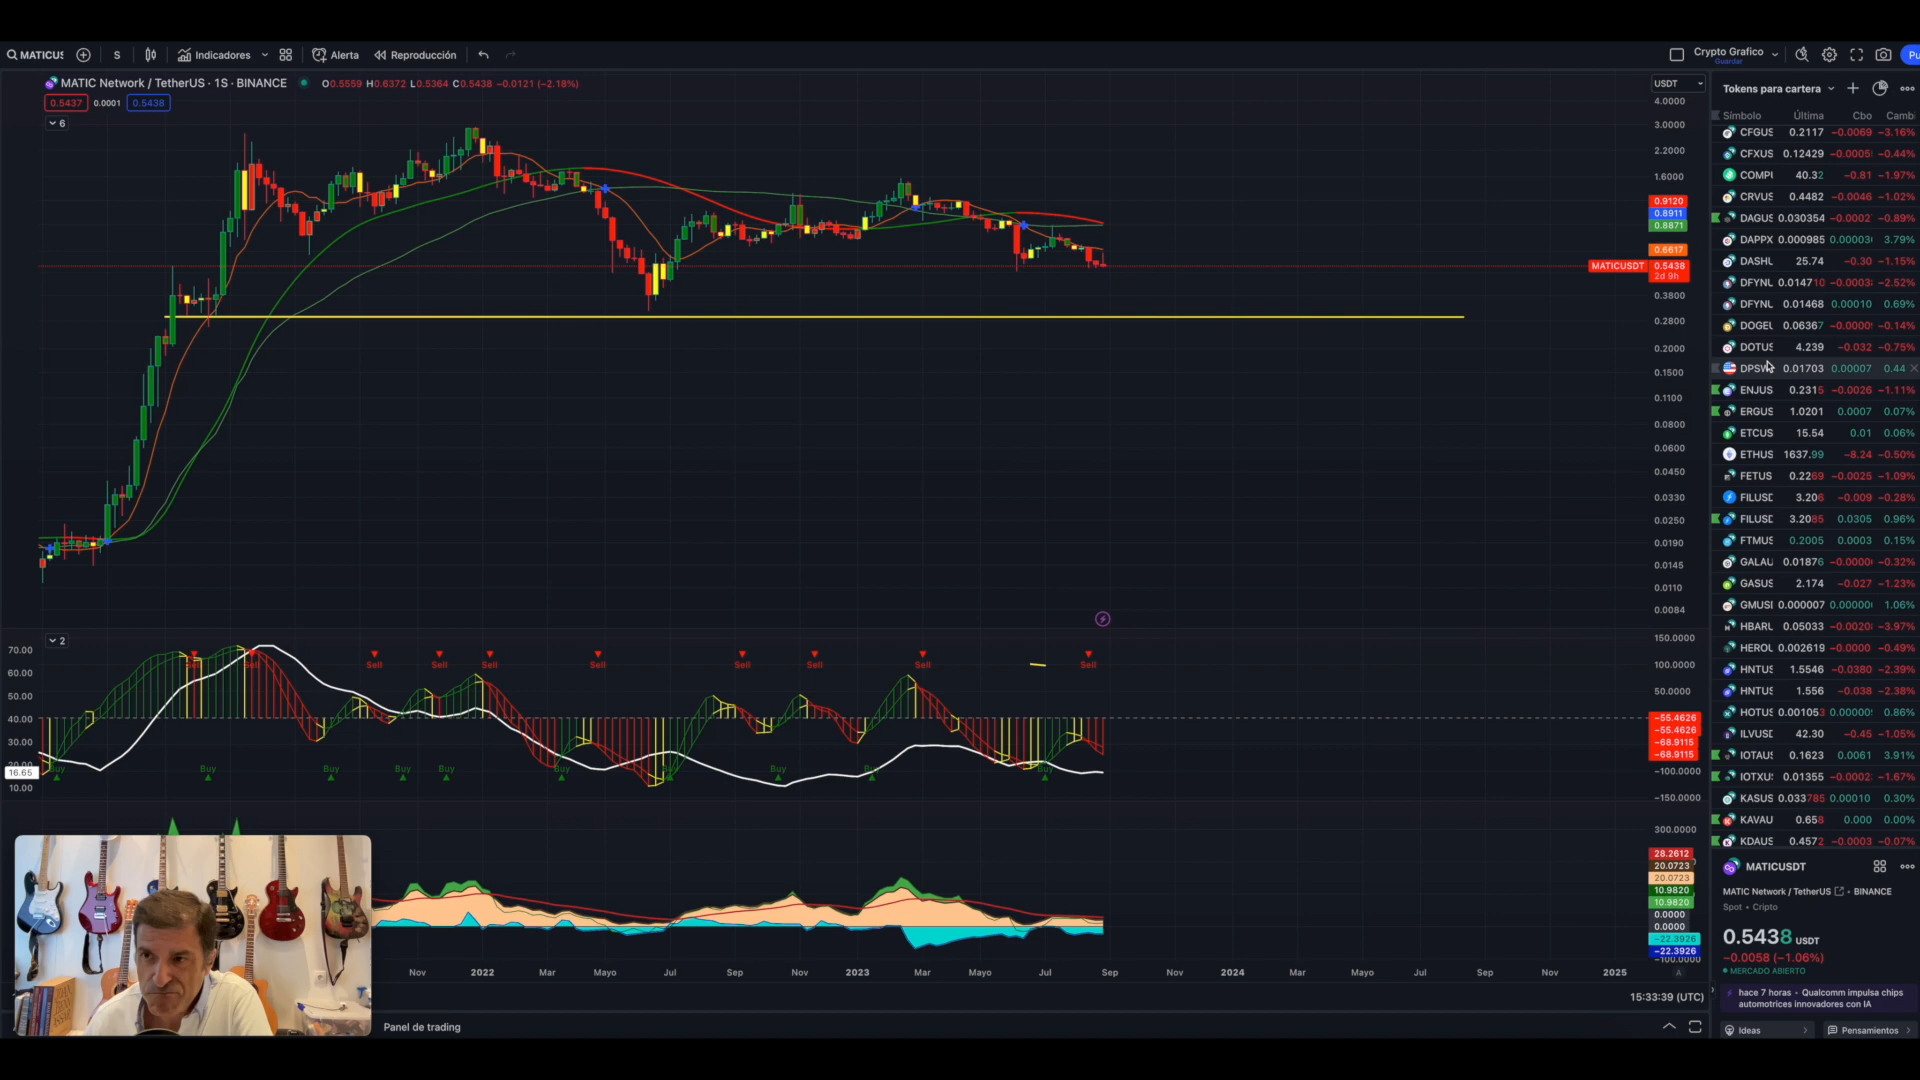 MATICUS
S
Indicadores
Alerta
Reproducción
Crypto Grafico
Guardar
MATIC Network / TetherUS · 1S · BINANCE
O0.5559 H0.6372 L0.5364 C0.5438 −0.0121 (−2.18%)
0.5437 0.0001 0.5438
6
USDT
4.0000
3.0000
2.2000
1.6000
0.9120
0.8911
0.8871
0.6617
MATICUSDT 0.5438
2d 9h
0.3800
0.2800
0.2000
0.1500
0.1100
0.0800
0.0600
0.0450
0.0330
0.0250
0.0190
0.0145
0.0110
0.0084
2
70.00
60.00
50.00
40.00
30.00
16.65
10.00
Sell
Sell
Sell
Sell
Sell
Sell
Sell
Sell
Sell
Sell
Buy
Buy
Buy
Buy
Buy
Buy
Buy
Buy
Buy
150.0000
100.0000
50.0000
−55.4626
−55.4626
−68.9115
−68.9115
−100.0000
−150.0000
300.0000
28.2612
20.0723
20.0723
10.9820
10.9820
0.0000
0.0000
−22.3926
−22.3926
−100.0000
Nov 2022 Mar Mayo Jul Sep Nov 2023 Mar Mayo Jul Sep Nov 2024 Mar Mayo Jul Sep Nov 2025
A
15:33:39 (UTC)
Panel de trading
Tokens para cartera
Símbolo Última Cbo Cambi
CFGUS 0.2117 −0.0069 −3.16%
CFXUS 0.12429 −0.0005 −0.44%
COMPI 40.32 −0.81 −1.97%
CRVUS 0.4482 −0.0046 −1.02%
DAGUS 0.030354 −0.0002 −0.89%
DAPPX 0.000985 0.00003 3.79%
DASHU 25.74 −0.30 −1.15%
DFYNU 0.014710 −0.0003 −2.52%
DFYNU 0.01468 0.00010 0.69%
DOGEU 0.06367 −0.0000 −0.14%
DOTUS 4.239 −0.032 −0.75%
DPSW 0.01703 0.00007 0.44
ENJUS 0.2315 −0.0026 −1.11%
ERGUS 1.0201 0.0007 0.07%
ETCUS 15.54 0.01 0.06%
ETHUS 1637.99 −8.24 −0.50%
FETUS 0.2269 −0.0025 −1.09%
FILUSD 3.206 −0.009 −0.28%
FILUSD 3.2085 0.0305 0.96%
FTMUS 0.2005 0.0003 0.15%
GALAU 0.01876 −0.0000 −0.32%
GASUS 2.174 −0.027 −1.23%
GMUSI 0.000007 0.00000 1.06%
HBARU 0.05033 −0.0020 −3.97%
HEROU 0.002619 −0.0000 −0.49%
HNTUS 1.5546 −0.0380 −2.39%
HNTUS 1.556 −0.038 −2.38%
HOTUS 0.001053 0.00000 0.86%
ILVUSD 42.30 −0.45 −1.05%
IOTAUS 0.1623 0.0061 3.91%
IOTXUS 0.01355 −0.0002 −1.67%
KASUS 0.033785 0.00010 0.30%
KAVAU 0.658 0.000 0.00%
KDAUS 0.4572 −0.0003 −0.07%
MATICUSDT
MATIC Network / TetherUS • BINANCE
Spot • Cripto
0.5438 USDT
−0.0058 (−1.06%)
MERCADO ABIERTO
hace 7 horas • Qualcomm impulsa chips
automotrices innovadores con IA
Ideas
Pensamientos